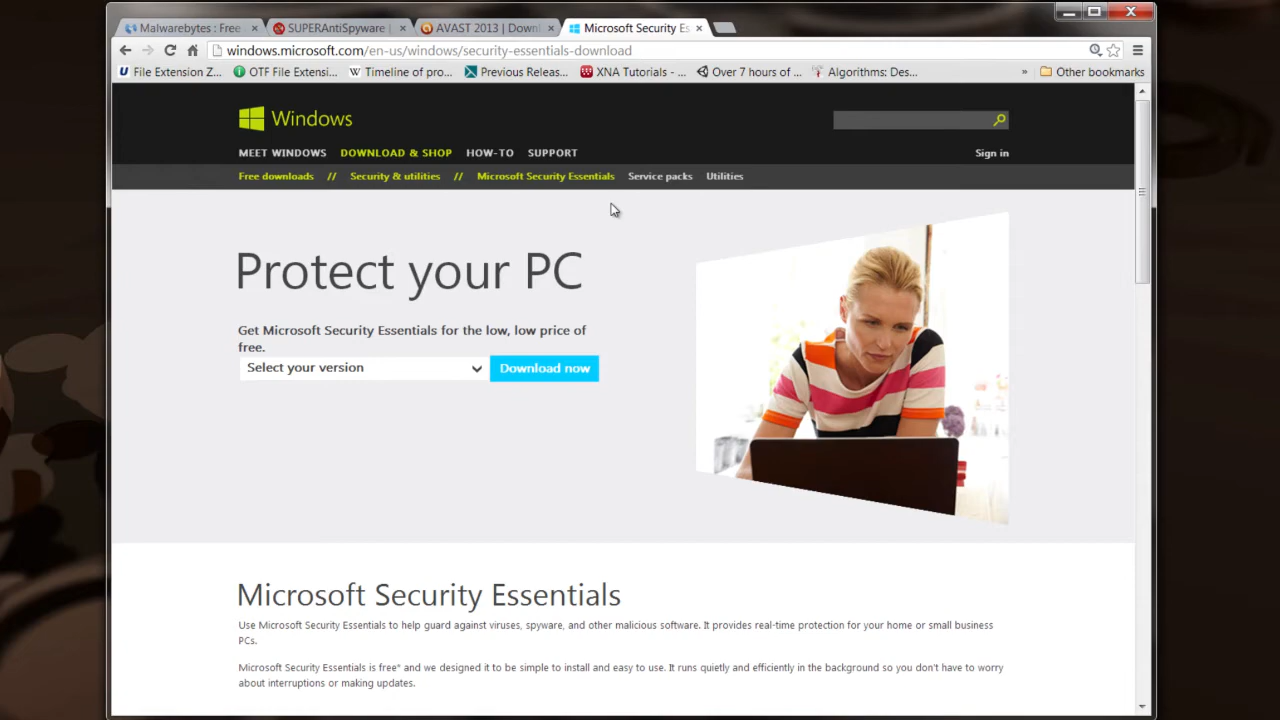 Malwarebytes : Free
SUPERAntiSpyware |
AVAST 2013 | Downl
Microsoft Security Es
windows.microsoft.com/en-us/windows/security-essentials-download
File Extension Z...
OTF File Extensi...
W Timeline of pro...
Previous Releas...
XNA Tutorials - ...
Over 7 hours of ...
Algorithms: Des...
» Other bookmarks
Windows
MEET WINDOWS DOWNLOAD & SHOP HOW-TO SUPPORT
Sign in
Free downloads // Security & utilities // Microsoft Security Essentials Service packs Utilities
Protect your PC
Get Microsoft Security Essentials for the low, low price of
free.
Select your version
Download now
Microsoft Security Essentials
Use Microsoft Security Essentials to help guard against viruses, spyware, and other malicious software. It provides real-time protection for your home or small business
PCs.
Microsoft Security Essentials is free* and we designed it to be simple to install and easy to use. It runs quietly and efficiently in the background so you don't have to worry
about interruptions or making updates.